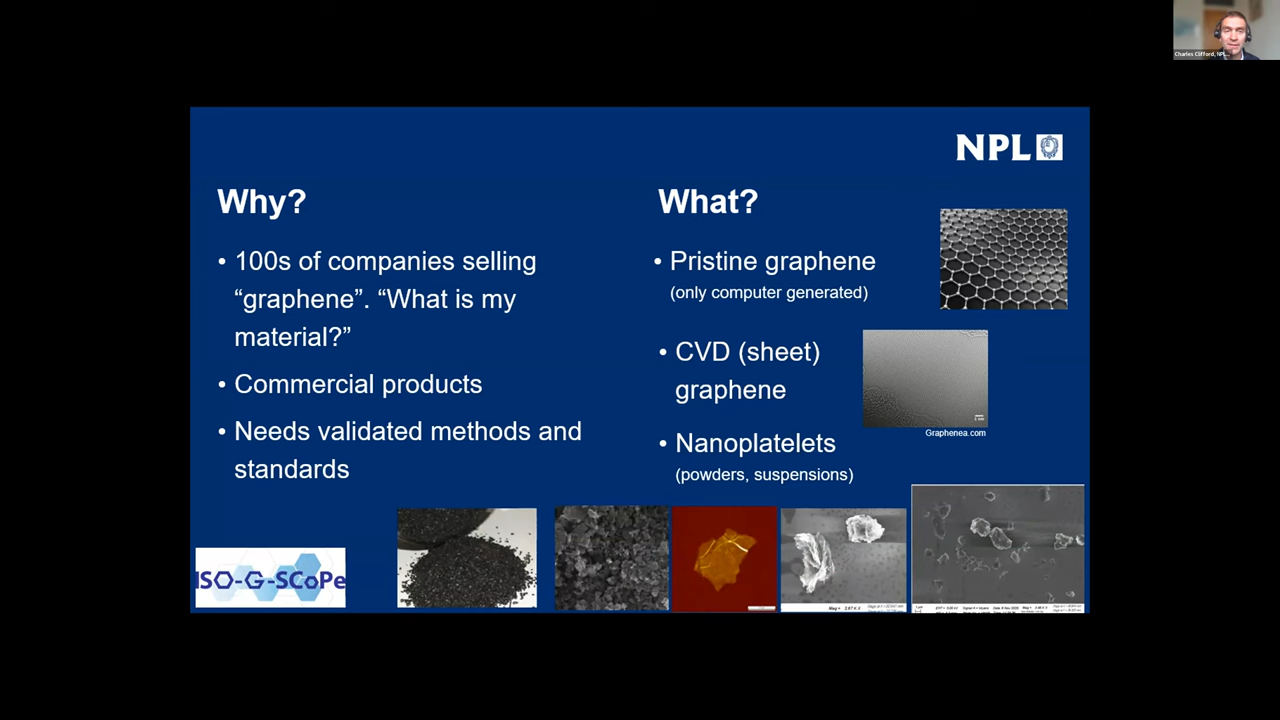 Charles Clifford, NPL...
NPL
Why?
• 100s of companies selling
“graphene”. “What is my
material?”
• Commercial products
• Needs validated methods and
standards
What?
• Pristine graphene
(only computer generated)
• CVD (sheet)
graphene
Graphenea.com
• Nanoplatelets
(powders, suspensions)
ISO-G-SCoPe